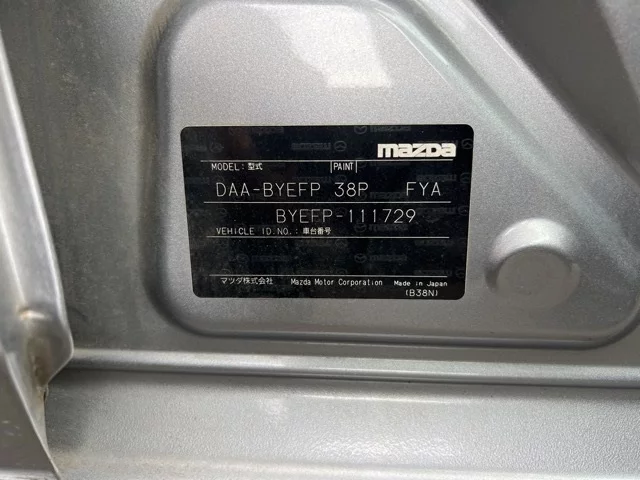 mazda
MODEL: 型式 PAINT
DAA-BYEFP 38P FYA
BYEFP-111729
VEHICLE ID.NO.: 車台番号
マツダ株式会社 Mazda Motor Corporation Made in Japan
(B38N)